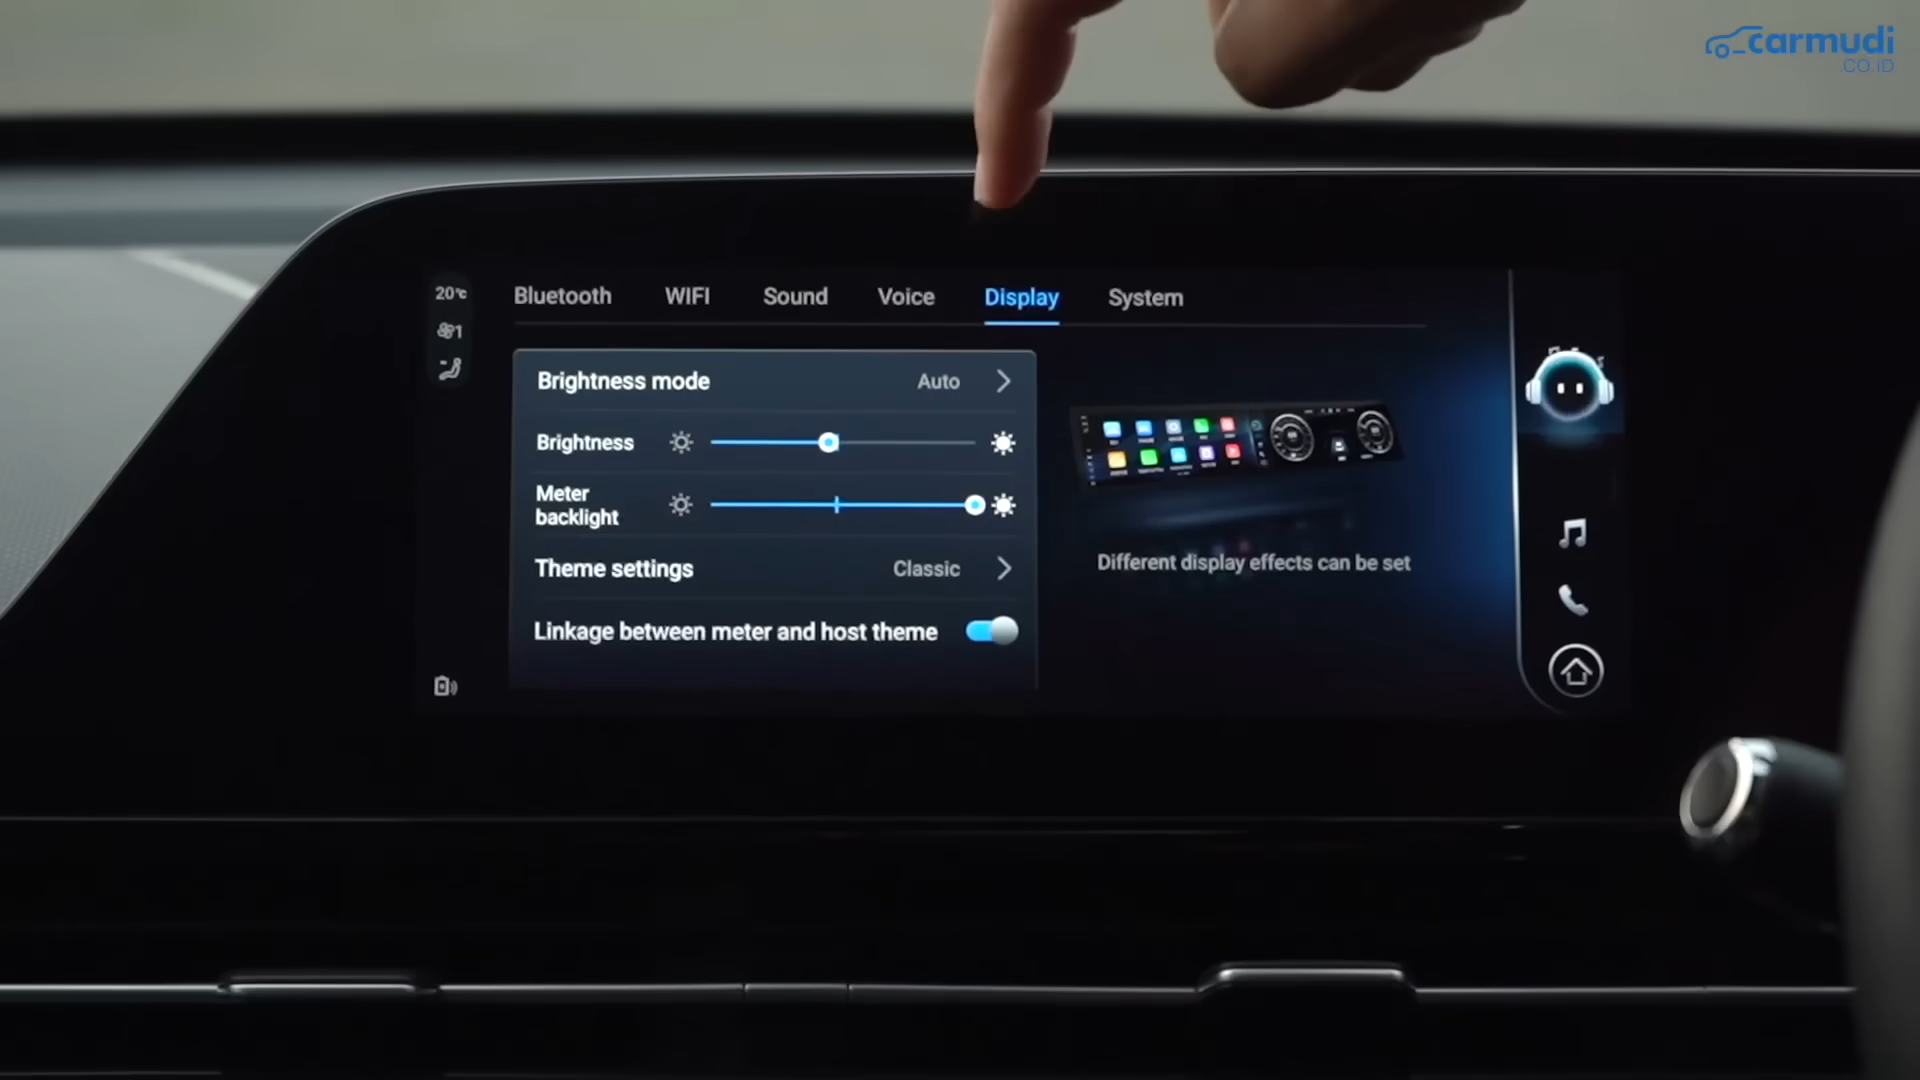 carmudi
.CO.ID
20°C
1
Bluetooth WIFI Sound Voice Display System
Brightness mode Auto
Brightness
Meter
backlight
Theme settings Classic
Linkage between meter and host theme
Different display effects can be set